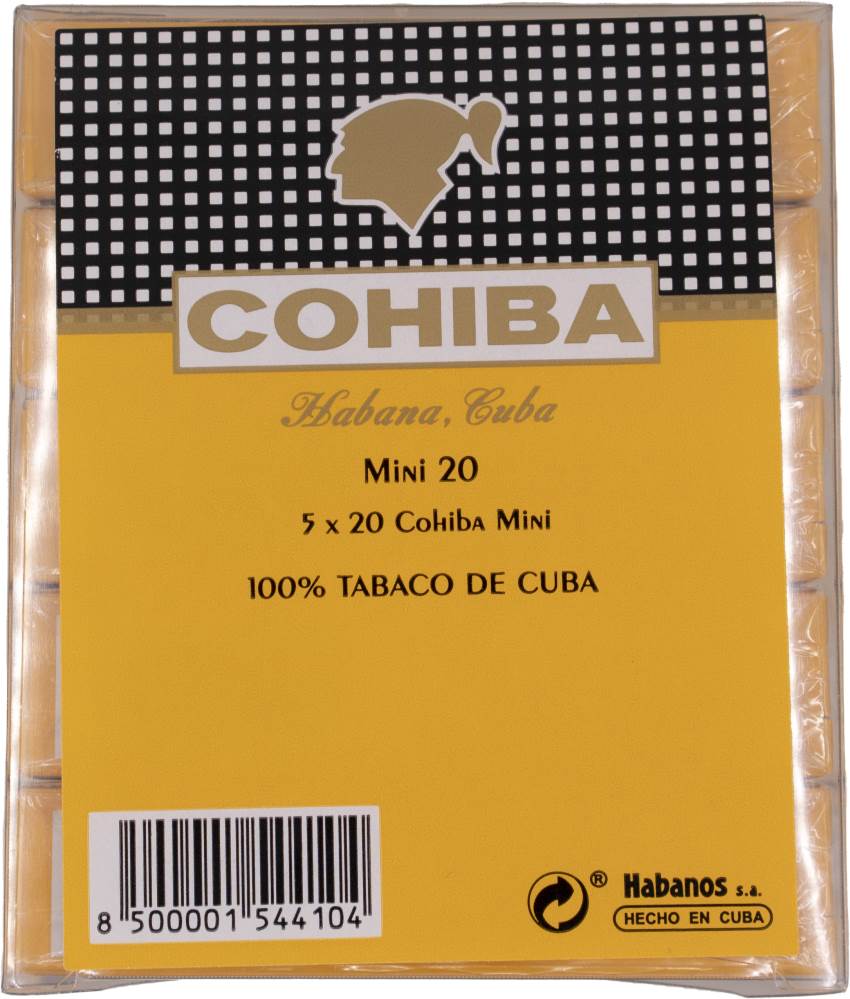 COHIBA
Habana, Cuba
Mini 20
5 x 20 Cohiba Mini
100% TABACO DE CUBA
8 500001 544104
® Habanos s.a.
HECHO EN CUBA